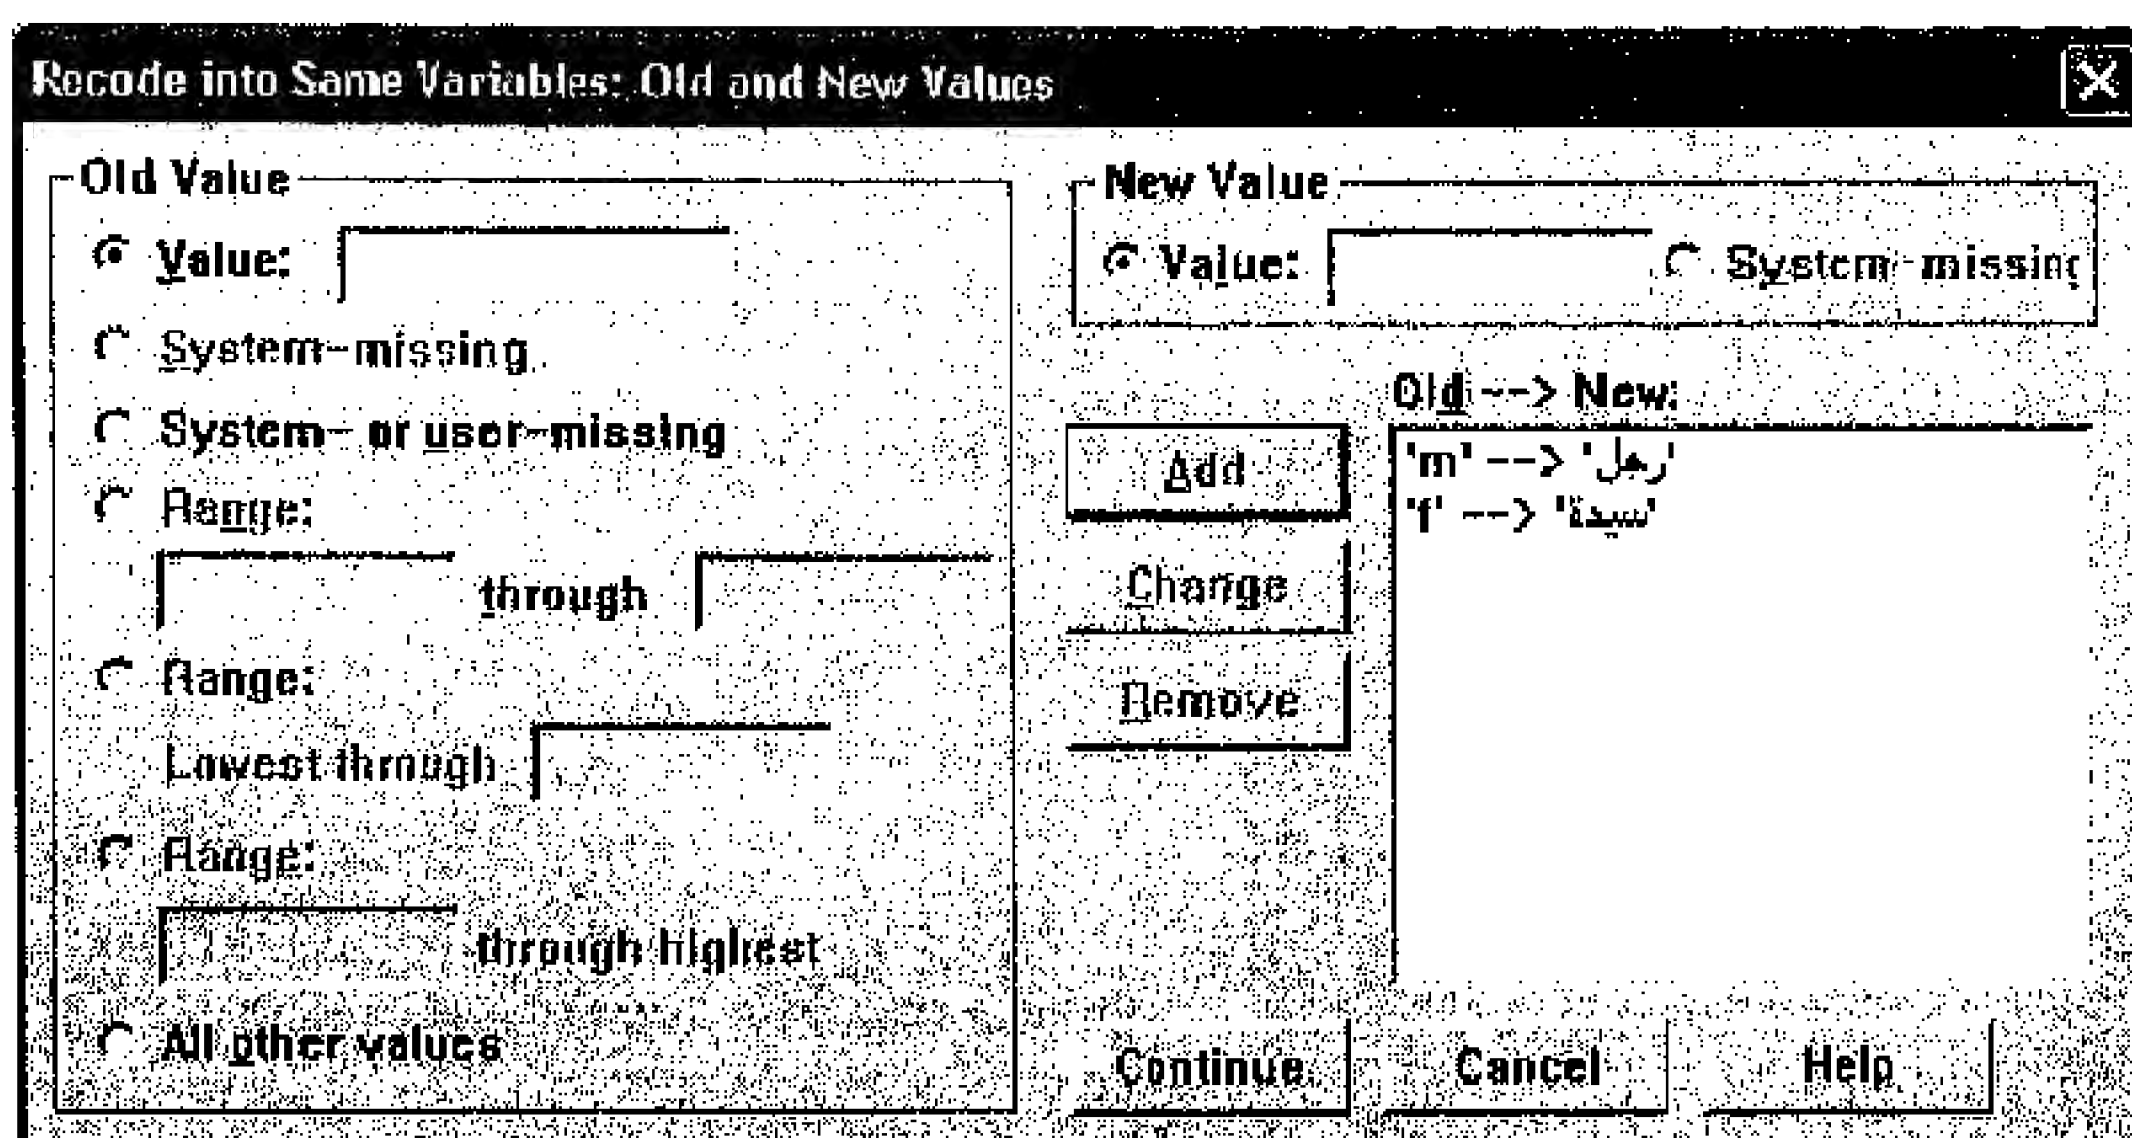 Recode into Same Variables: Old and New Values
Old Value
Value:
System-missing
System- or user-missing
Range:
through
Range:
Lowest through
Range:
through highest
All other values
New Value
Value: System-missing
Old --> New:
'm' --> 'رجل'
'f' --> 'سيدة'
Add
Change
Remove
Continue
Cancel
Help